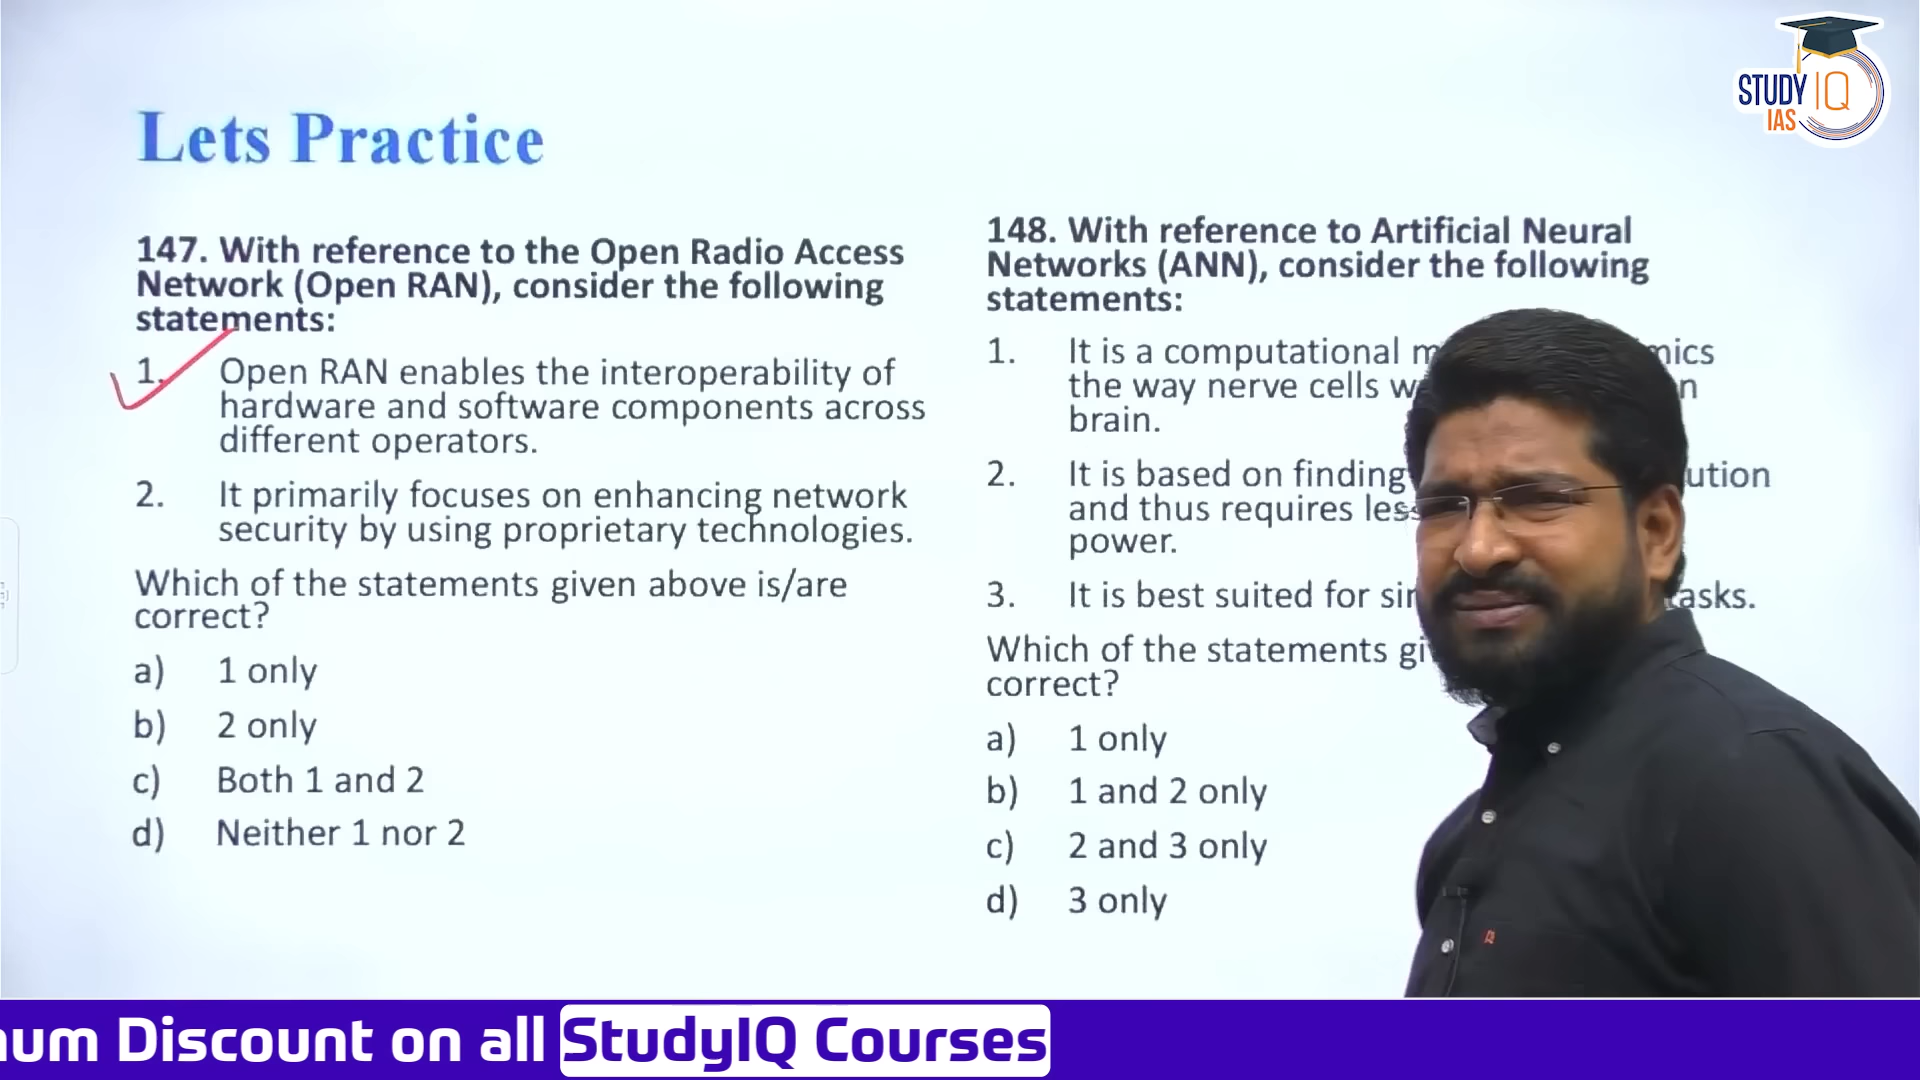 STUDY IQ
IAS
Lets Practice
147. With reference to the Open Radio Access
Network (Open RAN), consider the following
statements:
1. Open RAN enables the interoperability of
hardware and software components across
different operators.
2. It primarily focuses on enhancing network
security by using proprietary technologies.
Which of the statements given above is/are
correct?
a) 1 only
b) 2 only
c) Both 1 and 2
d) Neither 1 nor 2
148. With reference to Artificial Neural
Networks (ANN), consider the following
statements:
1. It is a computational
the way nerve cells
brain.
2. It is based on finding
and thus requires less
power.
3. It is best suited for
Which of the statements
correct?
a) 1 only
b) 1 and 2 only
c) 2 and 3 only
d) 3 only
Discount on all StudyIQ Courses